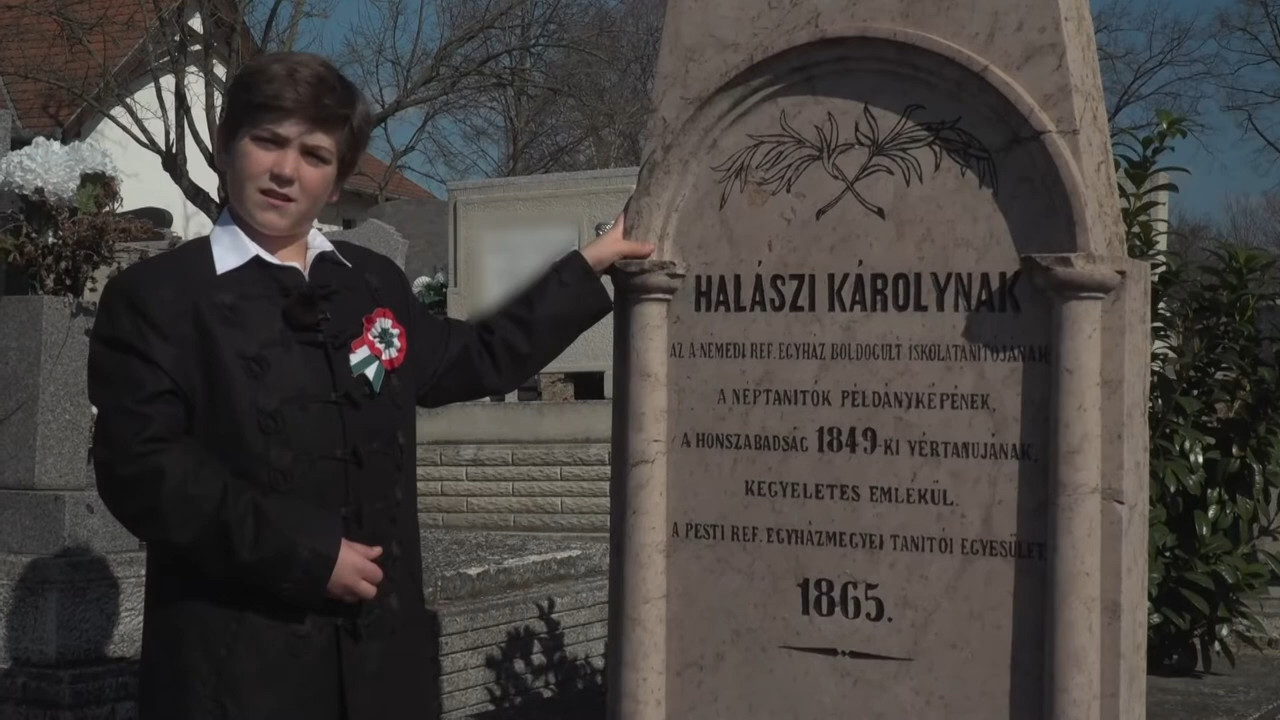 HALÁSZI KÁROLYNAK
AZ A-NÉMEDI REF. EGYHÁZ BOLDOGULT ISKOLATANITÓJÁNAK
A NÉPTANITÓK PÉLDÁNYKÉPÉNEK,
A HONSZABADSÁG 1849-KI VÉRTANUJÁNAK,
KEGYELETES EMLÉKÜL.
A PESTI REF. EGYHÁZMEGYEI TANITÓI EGYESÜLET
1865.